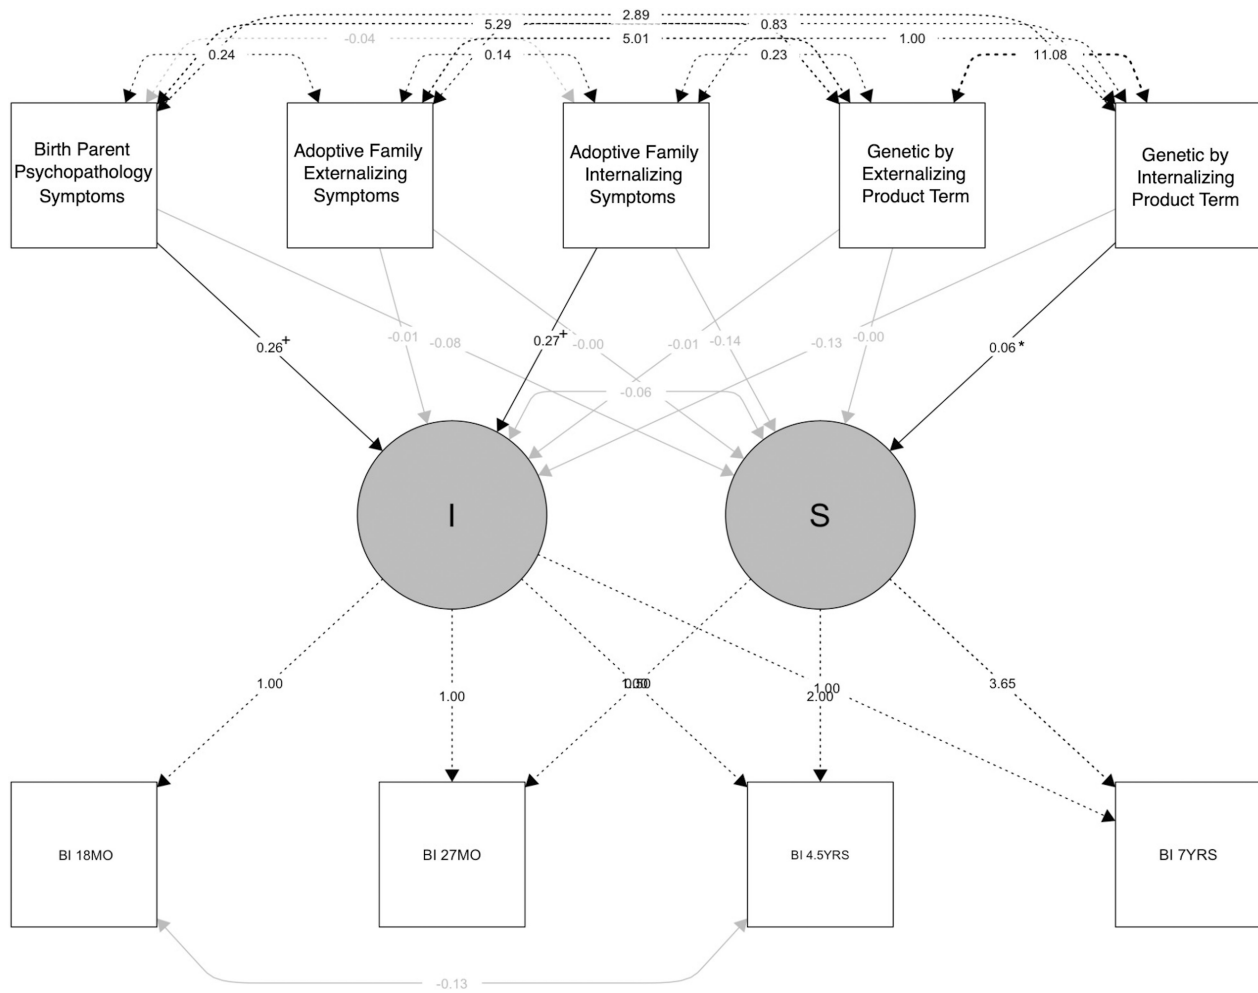 2.89
5.29
0.83
-0.04
5.01
1.00
0.24
0.14
0.23
11.08
Birth Parent
Psychopathology
Symptoms
Adoptive Family
Externalizing
Symptoms
Adoptive Family
Internalizing
Symptoms
Genetic by
Externalizing
Product Term
Genetic by
Internalizing
Product Term
0.26+
-0.01
-0.08
0.27+
-0.00
-0.01
-0.14
-0.13
-0.00
0.06 *
-0.06
I
S
1.00
1.00
1.00
2.00
3.65
BI 18MO
BI 27MO
BI 4.5YRS
BI 7YRS
-0.13